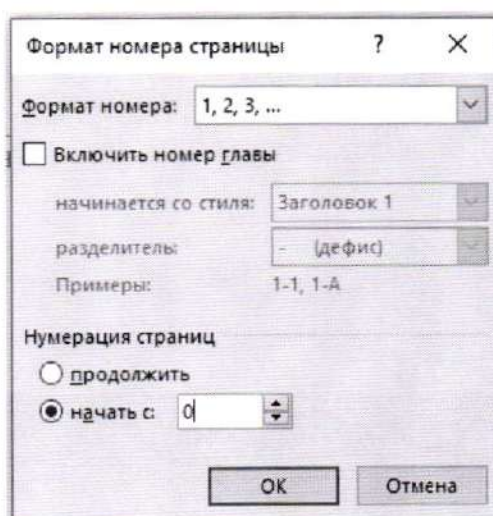 Формат номера страницы ? ×
Формат номера: 1, 2, 3, ...
Включить номер главы
начинается со стиля: Заголовок 1
разделитель: - (дефис)
Примеры: 1-1, 1-A
Нумерация страниц
продолжить
начать с: 0
ОК Отмена